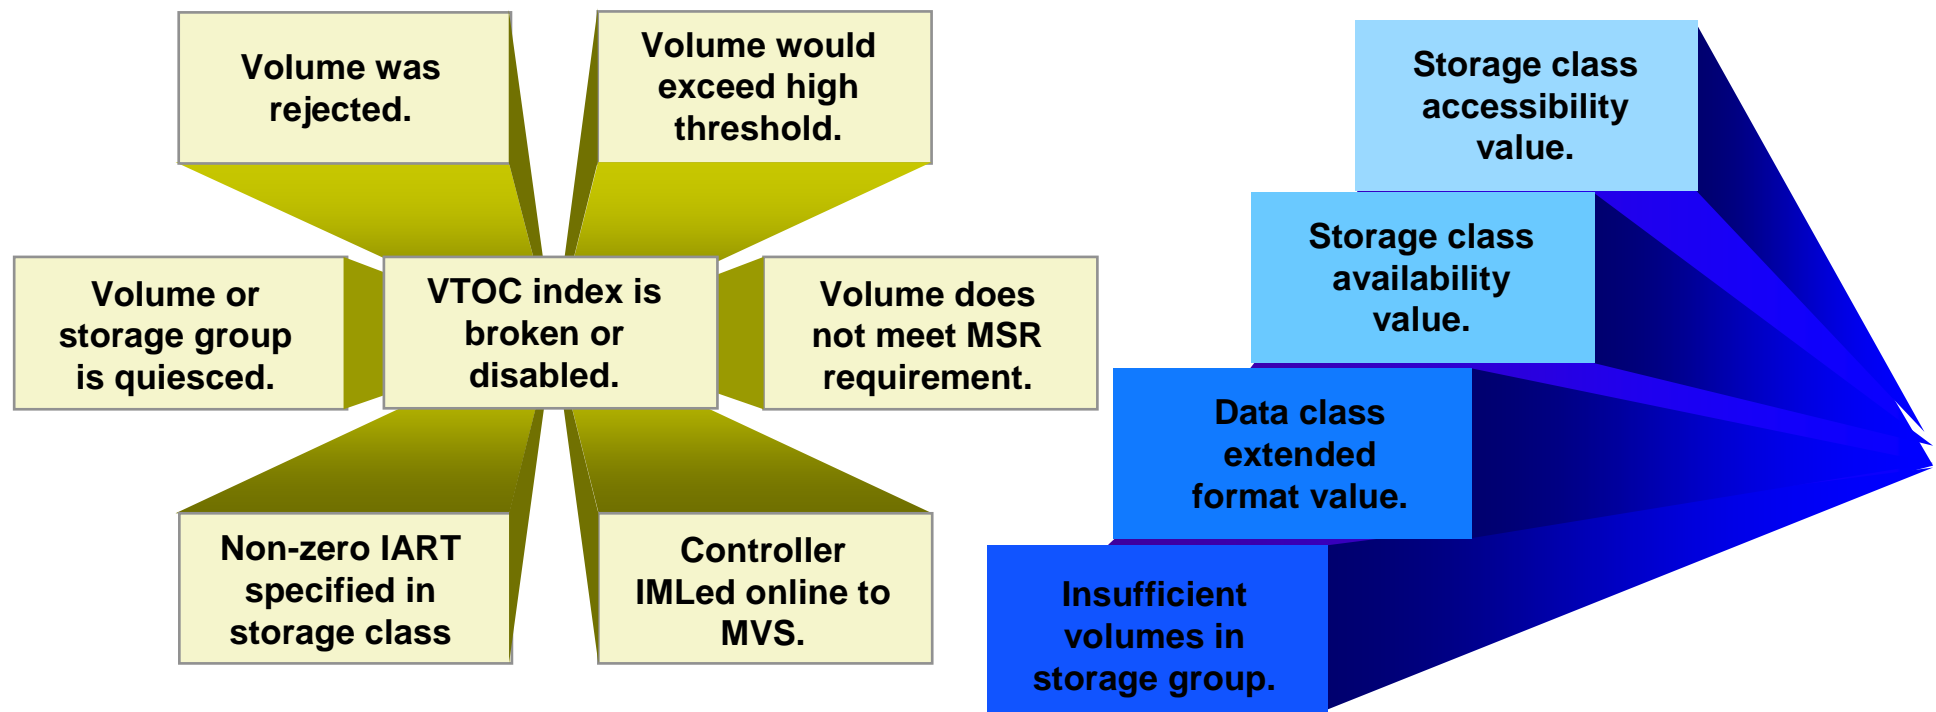 Volume was
rejected.
Volume would
exceed high
threshold.
Volume or
storage group
is quiesced.
VTOC index is
broken or
disabled.
Volume does
not meet MSR
requirement.
Non-zero IART
specified in
storage class
Controller
IMLed online to
MVS.
Storage class
accessibility
value.
Storage class
availability
value.
Data class
extended
format value.
Insufficient
volumes in
storage group.